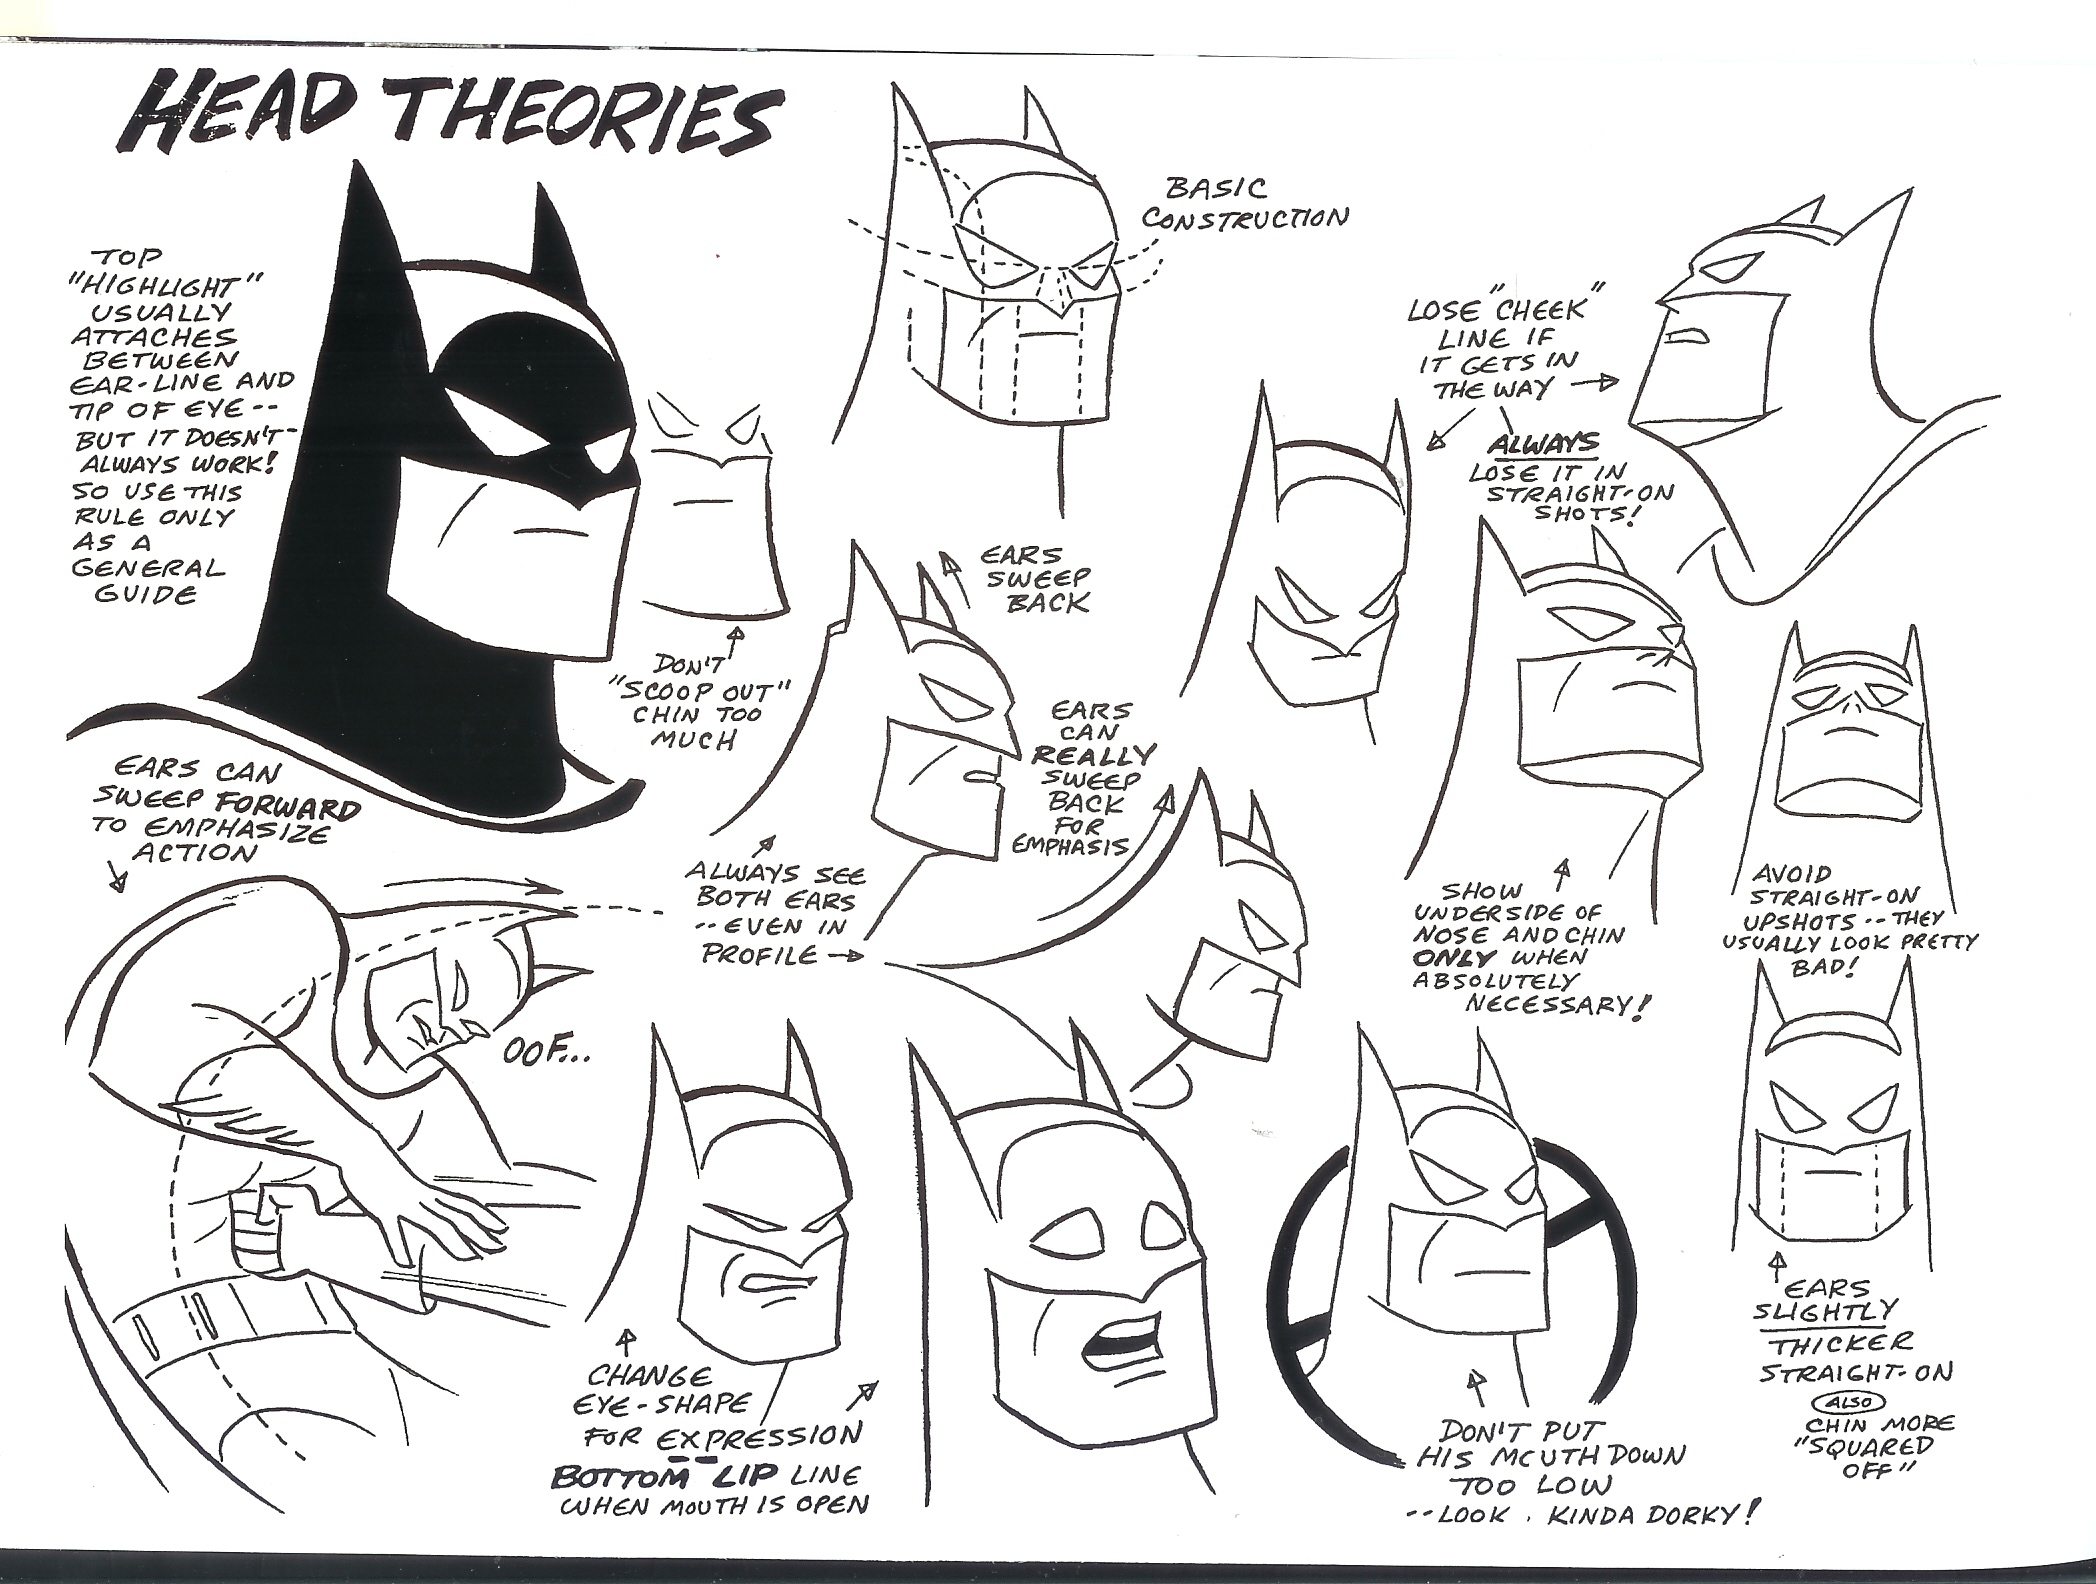 HEAD THEORIES
TOP
"HIGHLIGHT"
USUALLY
ATTACHES
BETWEEN
EAR-LINE AND
TIP OF EYE--
BUT IT DOESN'T
ALWAYS WORK!
SO USE THIS
RULE ONLY
AS A
GENERAL
GUIDE
BASIC
CONSTRUCTION
LOSE "CHEEK"
LINE IF
IT GETS IN
THE WAY
ALWAYS
LOSE IT IN
STRAIGHT-ON
SHOTS!
DON'T
"SCOOP OUT"
CHIN TOO
MUCH
EARS
SWEEP
BACK
EARS
CAN
REALLY
SWEEP
BACK
FOR
EMPHASIS
EARS CAN
SWEEP FORWARD
TO EMPHASIZE
ACTION
ALWAYS SEE
BOTH EARS
--EVEN IN
PROFILE
SHOW
UNDERSIDE OF
NOSE AND CHIN
ONLY WHEN
ABSOLUTELY
NECESSARY!
AVOID
STRAIGHT-ON
UPSHOTS--THEY
USUALLY LOOK PRETTY
BAD!
OOF...
CHANGE
EYE-SHAPE
FOR EXPRESSION
BOTTOM LIP LINE
WHEN MOUTH IS OPEN
DON'T PUT
HIS MOUTH DOWN
TOO LOW
--LOOK. KINDA DORKY!
EARS
SLIGHTLY
THICKER
STRAIGHT-ON
ALSO
CHIN MORE
"SQUARED
OFF"